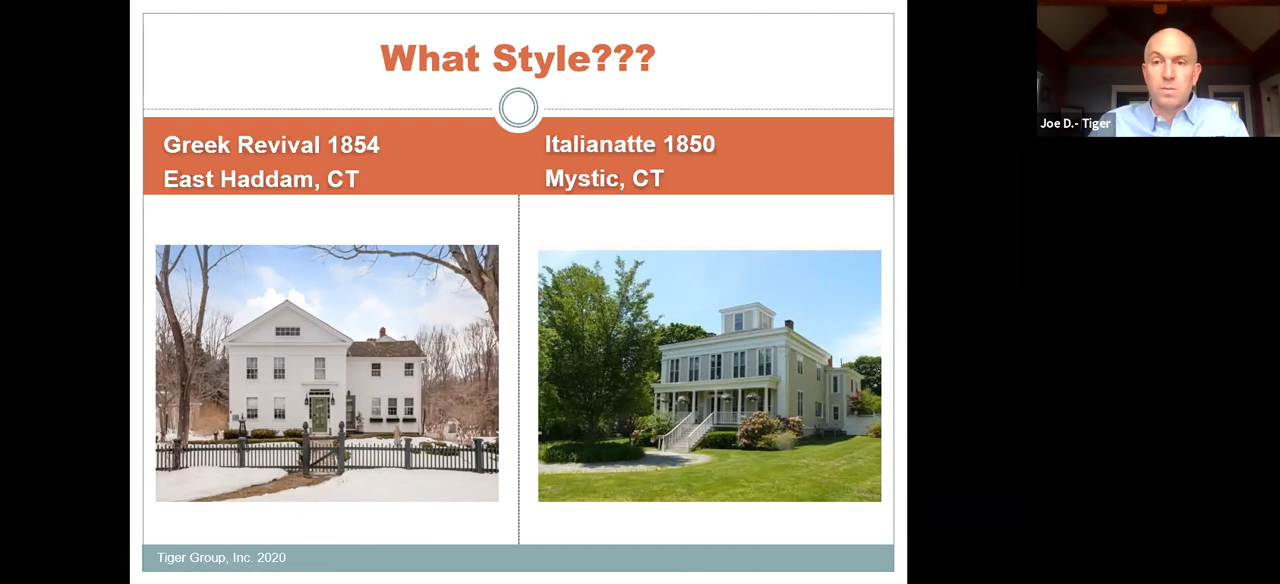 What Style???
Greek Revival 1854
East Haddam, CT
Italianatte 1850
Mystic, CT
Tiger Group, Inc. 2020
Joe D.- Tiger